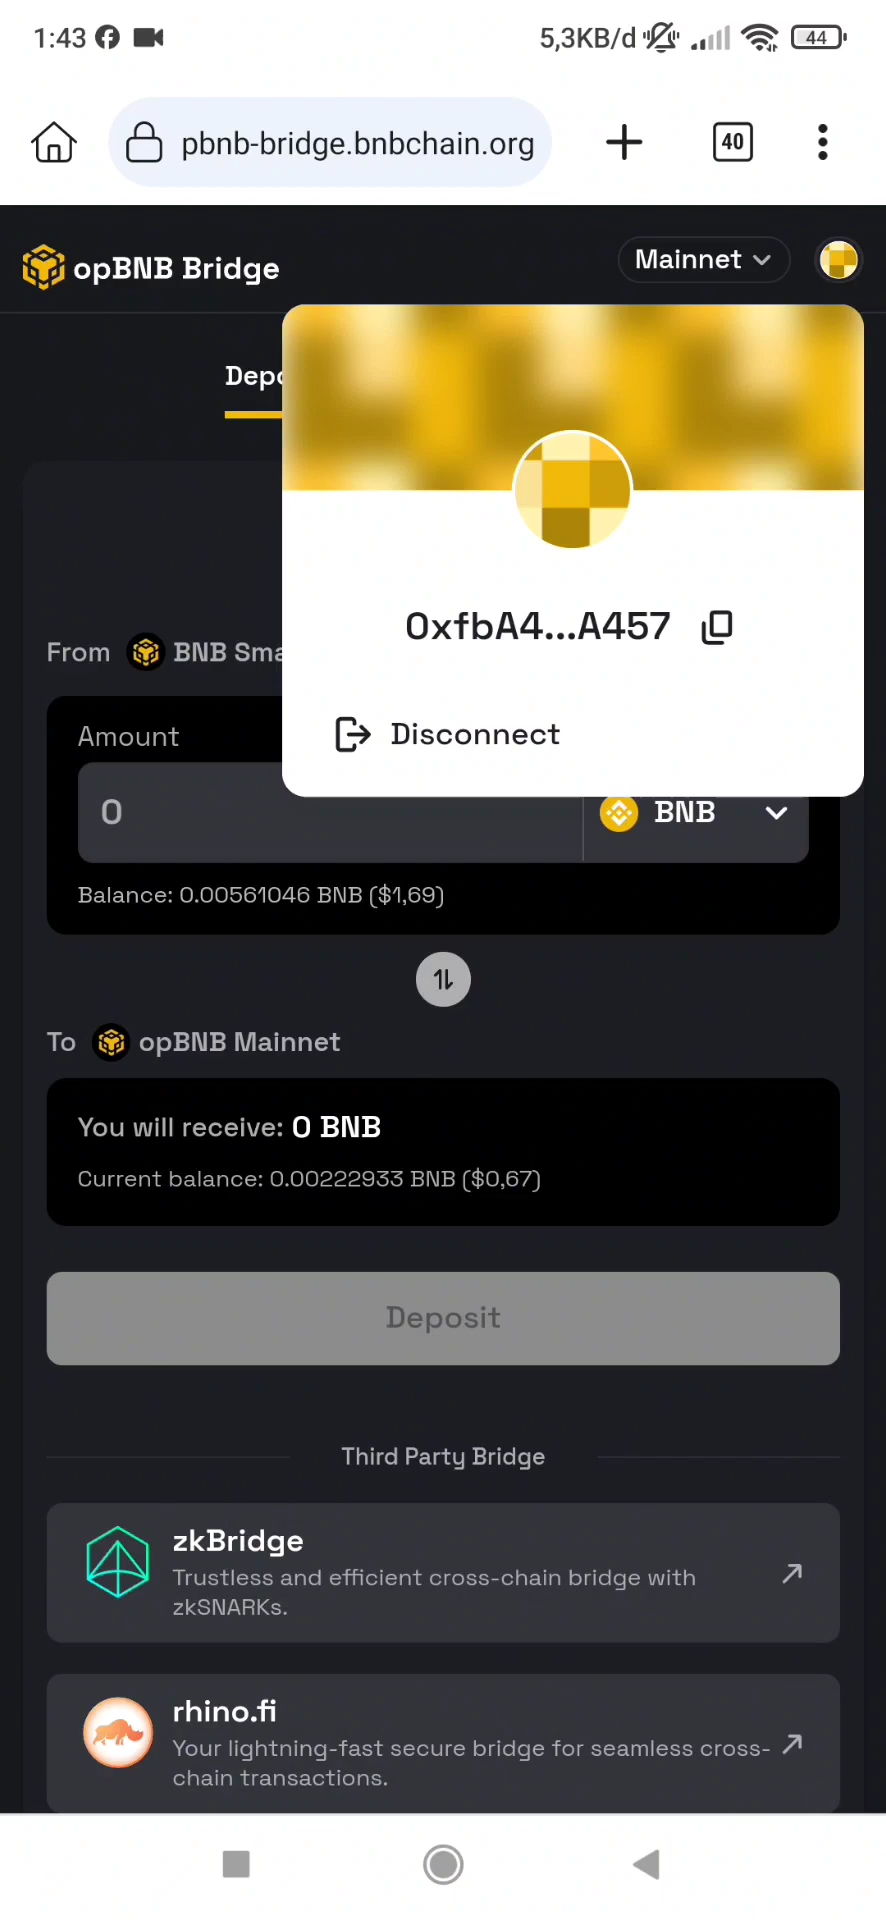 1:43
5,3KB/d
44
pbnb-bridge.bnbchain.org
40
opBNB Bridge
Mainnet
Depo
0xfbA4...A457
Disconnect
From BNB Sma
Amount
0
BNB
Balance: 0.00561046 BNB ($1,69)
To opBNB Mainnet
You will receive: 0 BNB
Current balance: 0.00222933 BNB ($0,67)
Deposit
Third Party Bridge
zkBridge
Trustless and efficient cross-chain bridge with
zkSNARKs.
rhino.fi
Your lightning-fast secure bridge for seamless cross-
chain transactions.